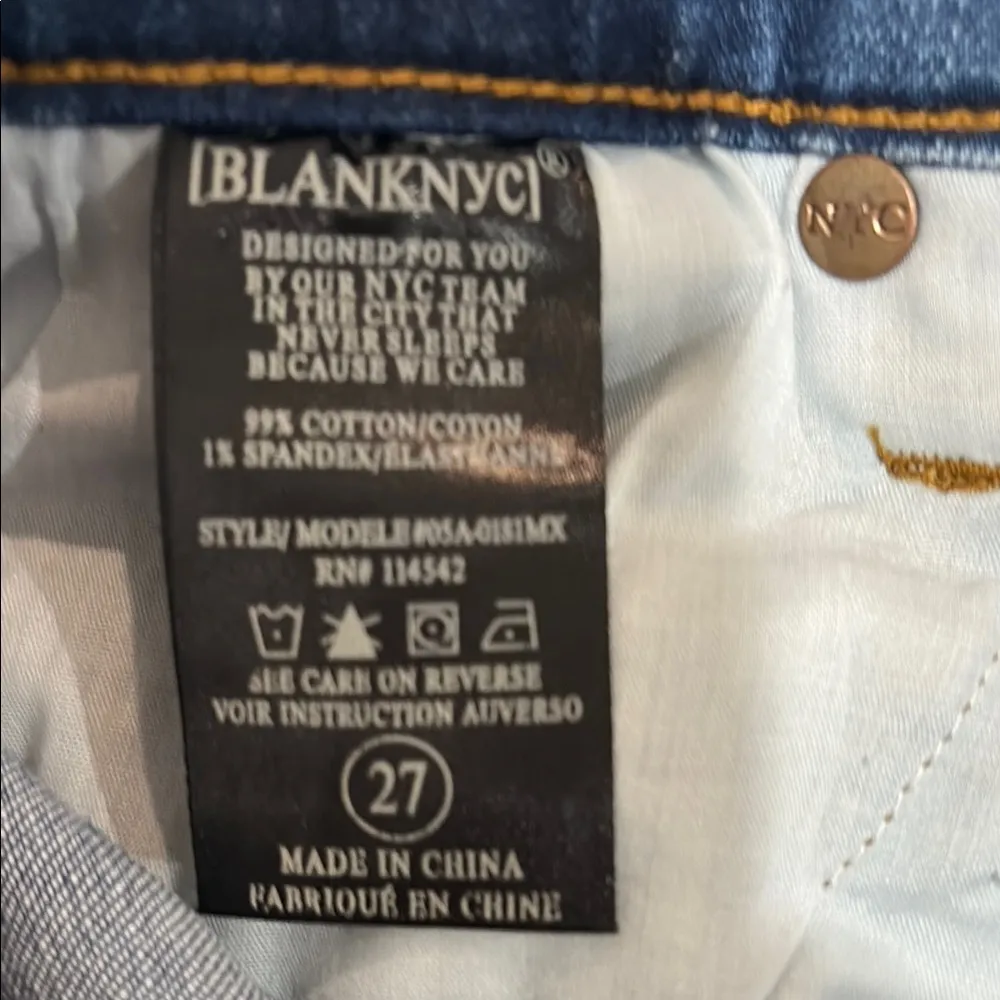 [BLANKNYC]®
NYC
DESIGNED FOR YOU
BY OUR NYC TEAM
IN THE CITY THAT
NEVER SLEEPS
BECAUSE WE CARE
99% COTTON/COTON
1% SPANDEX/ELASTHANNE
STYLE/ MODELE #05A-0181MX
RN# 114542
SEE CARE ON REVERSE
VOIR INSTRUCTION AUVERSO
27
MADE IN CHINA
FABRIQUÉ EN CHINE